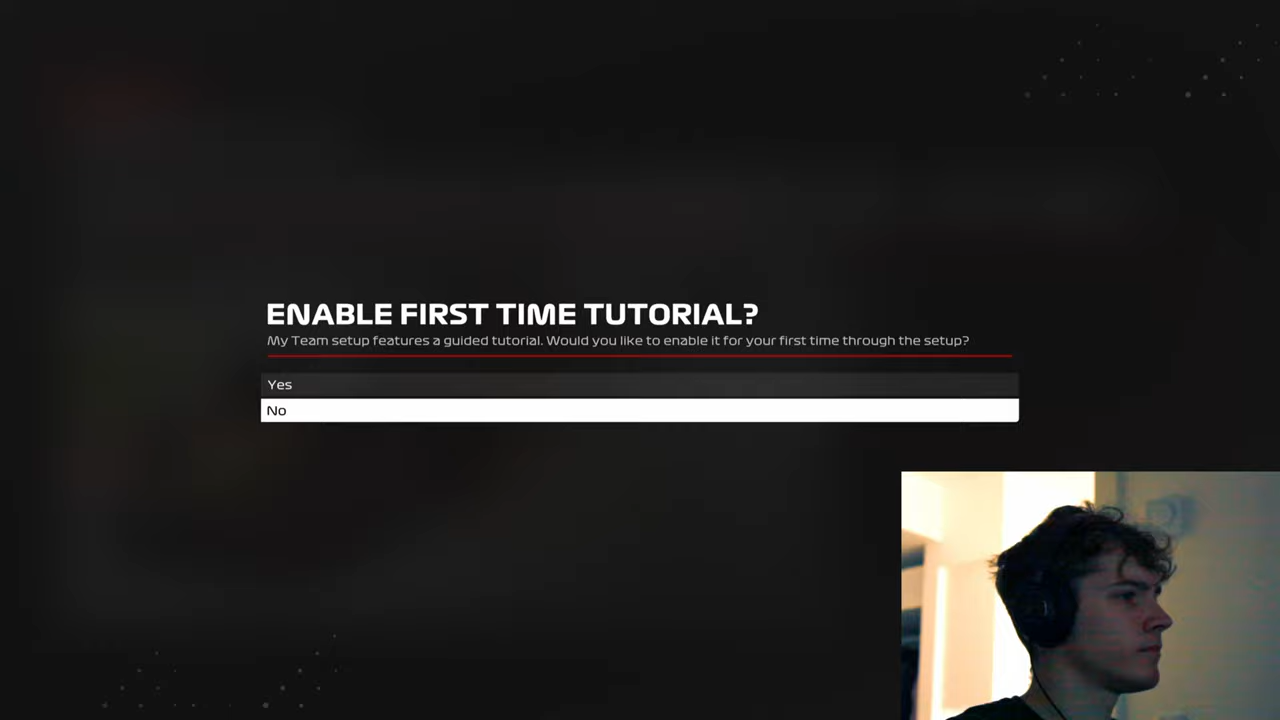 ENABLE FIRST TIME TUTORIAL?
My Team setup features a guided tutorial. Would you like to enable it for your first time through the setup?
Yes
No